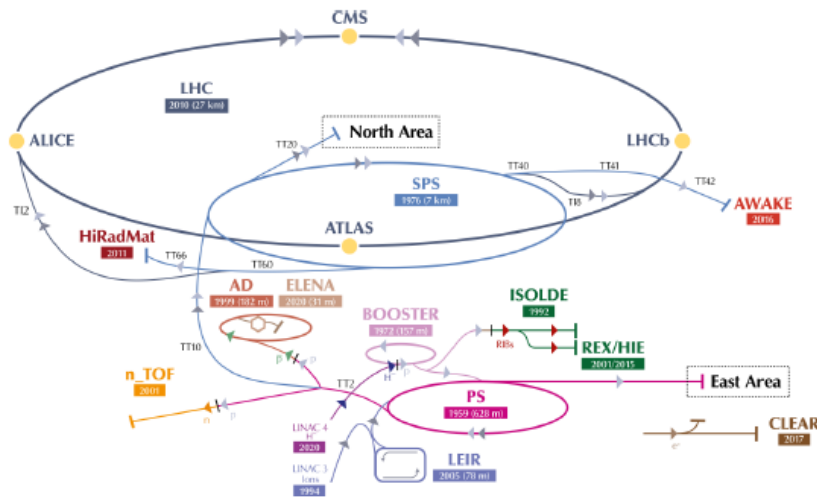 CMS
LHC
2010 (27 km)
ALICE
North Area
LHCb
TT20
TT40
TT41
TT42
SPS
1976 (7 km)
TI8
TI2
AWAKE
2016
HiRadMat
2011
ATLAS
TT66
TT60
AD
1999 (182 m)
ELENA
2020 (31 m)
ISOLDE
1992
BOOSTER
1972 (157 m)
RIBs
REX/HIE
2001/2015
TT10
p
p
H-
p
n_TOF
2001
TT2
East Area
PS
1959 (628 m)
n
p
LINAC 4
H-
2020
CLEAR
2017
e-
LINAC 3
Ions
1994
LEIR
2005 (78 m)